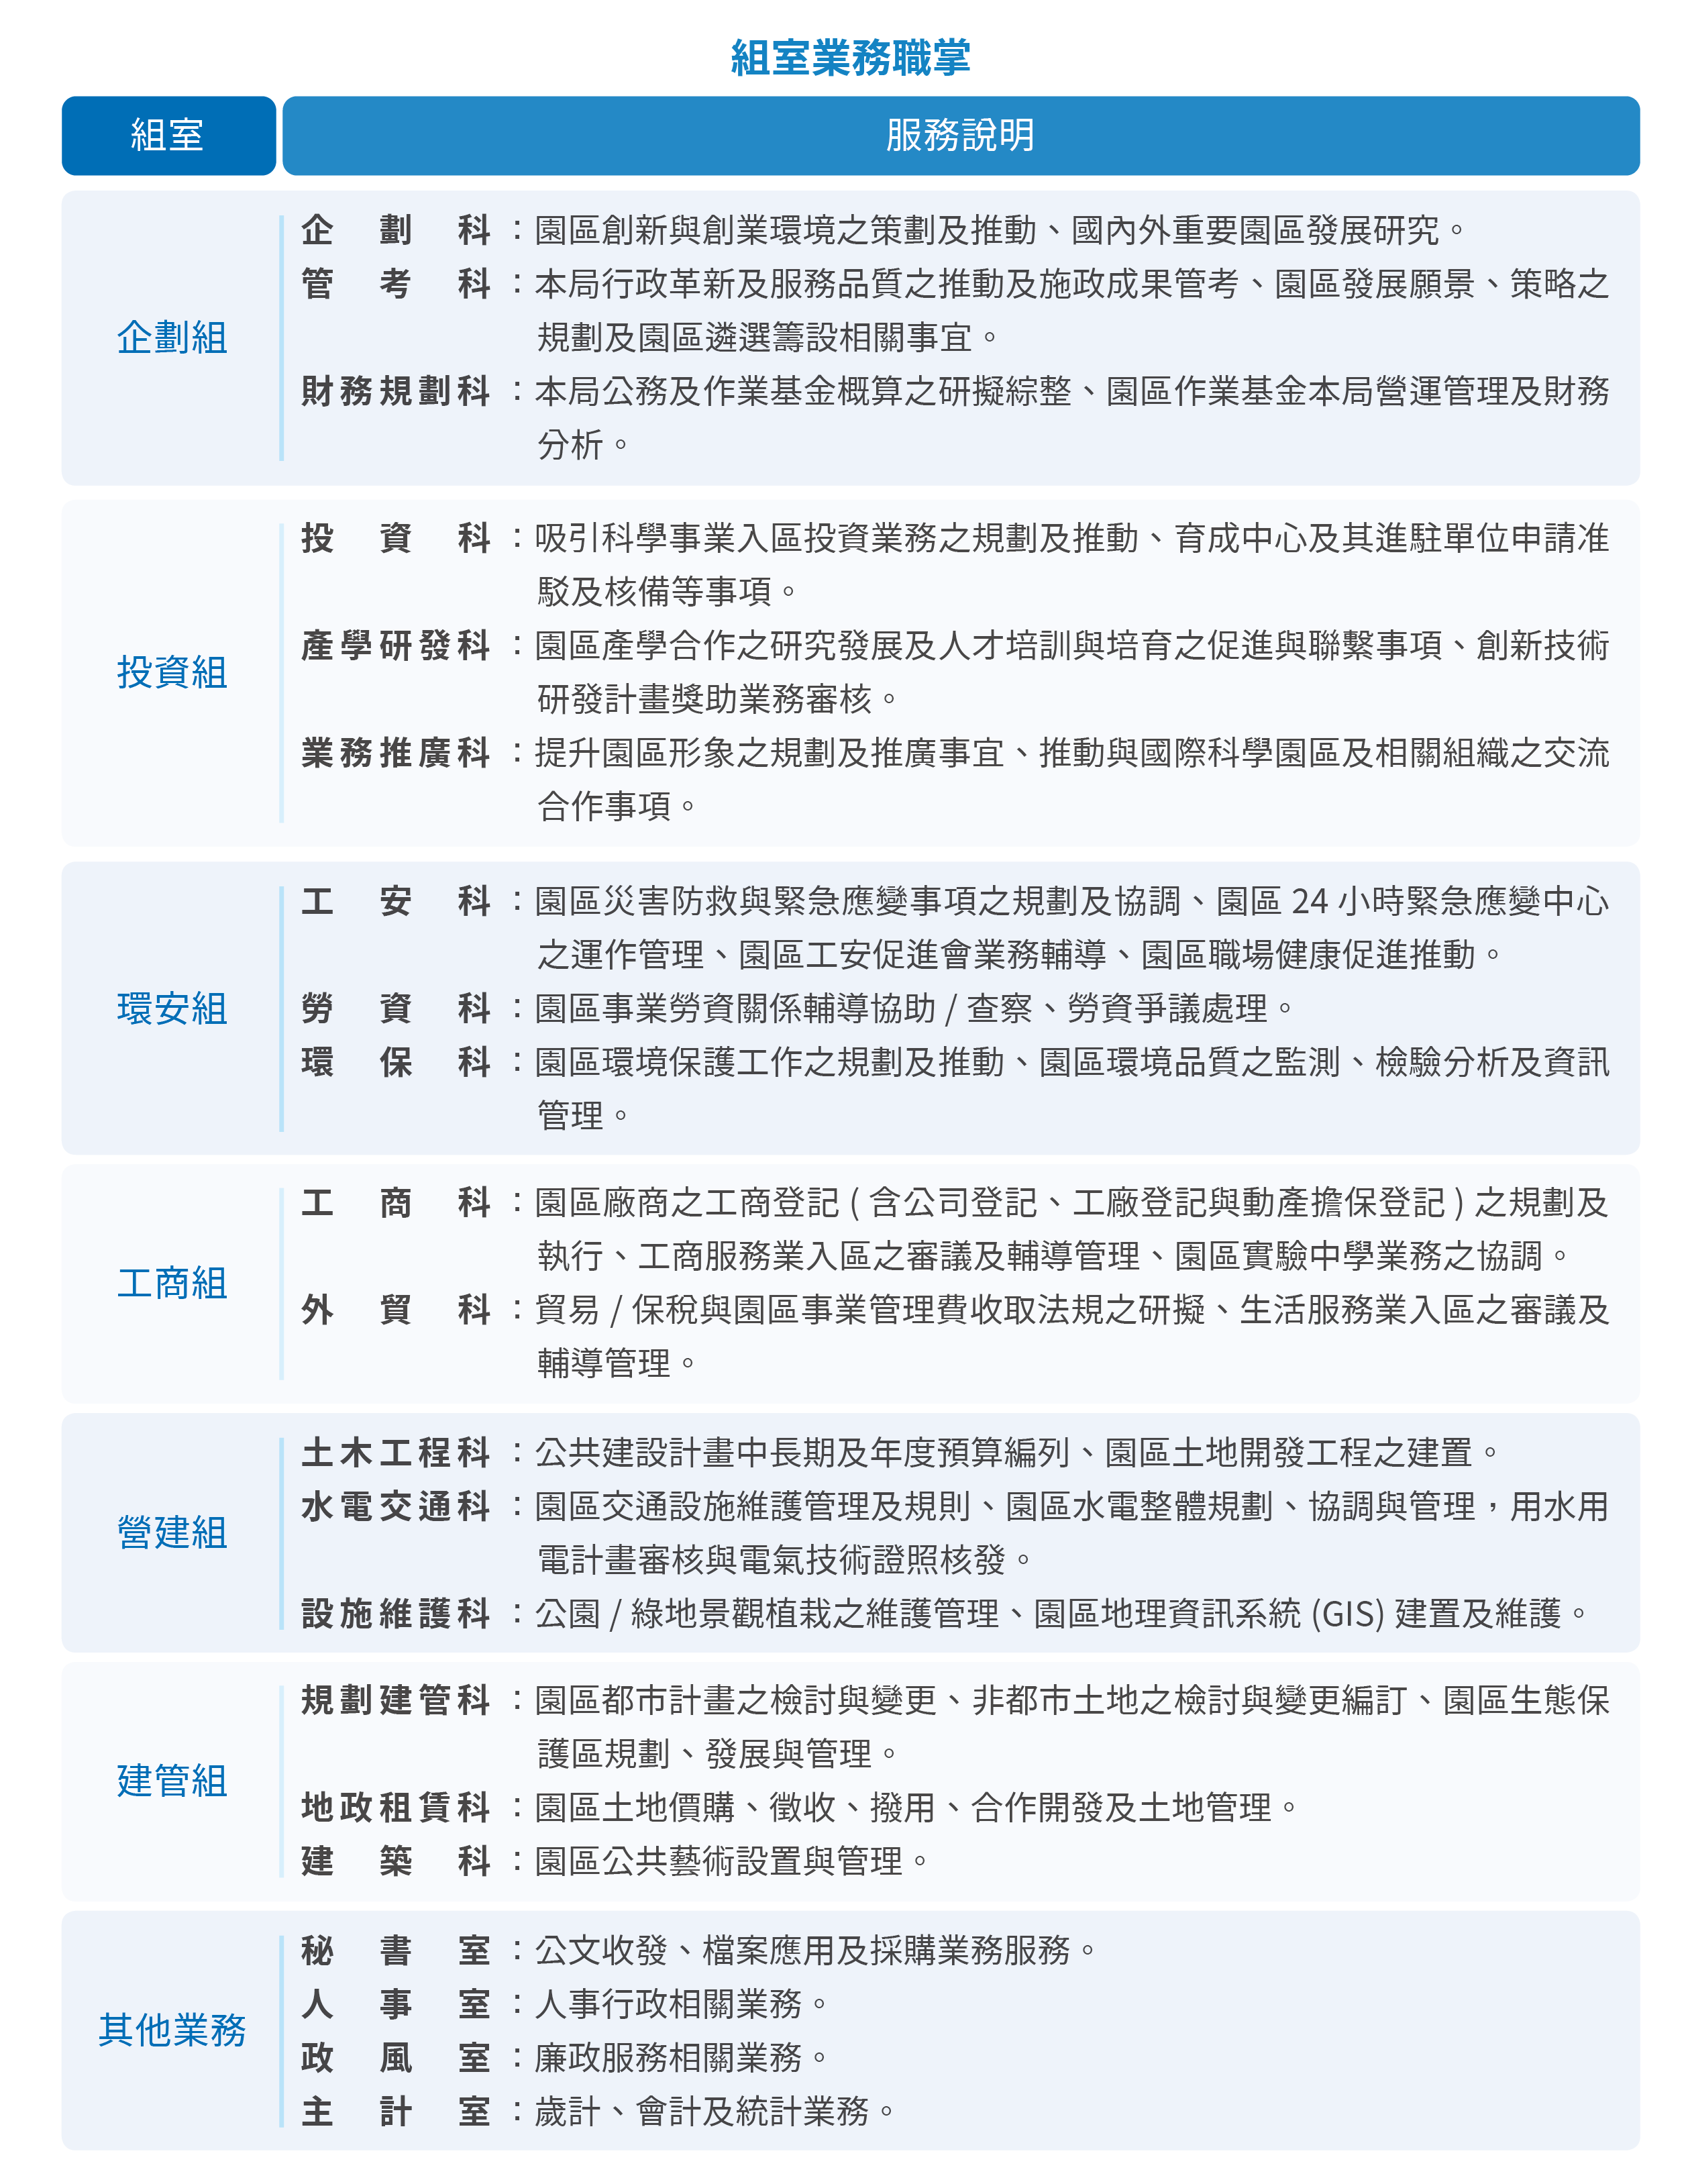 組室業務職掌
組室
服務說明
企劃組
企劃科：園區創新與創業環境之策劃及推動、國內外重要園區發展研究。
管考科：本局行政革新及服務品質之推動及施政成果管考、園區發展願景、策略之
規劃及園區遴選籌設相關事宜。
財務規劃科：本局公務及作業基金概算之研擬綜整、園區作業基金本局營運管理及財務
分析。
投資組
投資科：吸引科學事業入區投資業務之規劃及推動、育成中心及其進駐單位申請准
駁及核備等事項。
產學研發科：園區產學合作之研究發展及人才培訓與培育之促進與聯繫事項、創新技術
研發計畫獎助業務審核。
業務推廣科：提升園區形象之規劃及推廣事宜、推動與國際科學園區及相關組織之交流
合作事項。
環安組
工安科：園區災害防救與緊急應變事項之規劃及協調、園區 24 小時緊急應變中心
之運作管理、園區工安促進會業務輔導、園區職場健康促進推動。
勞資科：園區事業勞資關係輔導協助 / 查察、勞資爭議處理。
環保科：園區環境保護工作之規劃及推動、園區環境品質之監測、檢驗分析及資訊
管理。
工商組
工商科：園區廠商之工商登記 ( 含公司登記、工廠登記與動產擔保登記 ) 之規劃及
執行、工商服務業入區之審議及輔導管理、園區實驗中學業務之協調。
外貿科：貿易 / 保稅與園區事業管理費收取法規之研擬、生活服務業入區之審議及
輔導管理。
營建組
土木工程科：公共建設計畫中長期及年度預算編列、園區土地開發工程之建置。
水電交通科：園區交通設施維護管理及規則、園區水電整體規劃、協調與管理，用水用
電計畫審核與電氣技術證照核發。
設施維護科：公園 / 綠地景觀植栽之維護管理、園區地理資訊系統 (GIS) 建置及維護。
建管組
規劃建管科：園區都市計畫之檢討與變更、非都市土地之檢討與變更編訂、園區生態保
護區規劃、發展與管理。
地政租賃科：園區土地價購、徵收、撥用、合作開發及土地管理。
建築科：園區公共藝術設置與管理。
其他業務
秘書室：公文收發、檔案應用及採購業務服務。
人事室：人事行政相關業務。
政風室：廉政服務相關業務。
主計室：歲計、會計及統計業務。